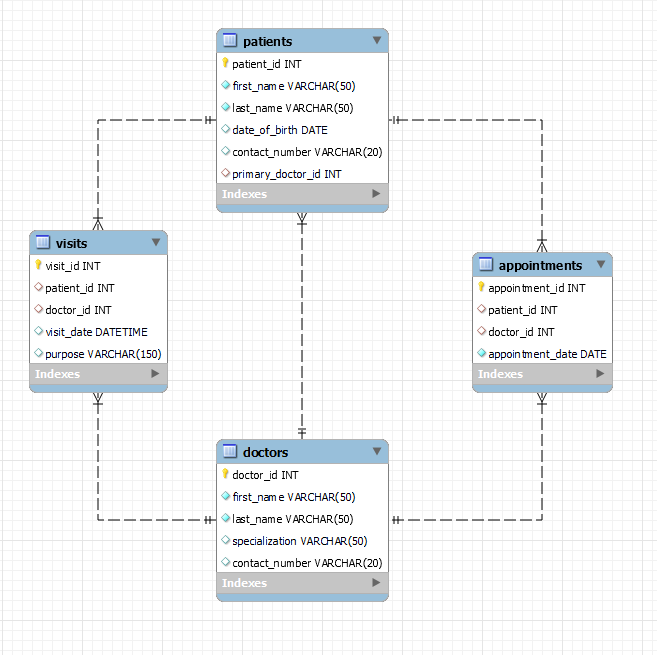 patients
patient_id INT
first_name VARCHAR(50)
last_name VARCHAR(50)
date_of_birth DATE
contact_number VARCHAR(20)
primary_doctor_id INT
Indexes
visits
visit_id INT
patient_id INT
doctor_id INT
visit_date DATETIME
purpose VARCHAR(150)
Indexes
appointments
appointment_id INT
patient_id INT
doctor_id INT
appointment_date DATE
Indexes
doctors
doctor_id INT
first_name VARCHAR(50)
last_name VARCHAR(50)
specialization VARCHAR(50)
contact_number VARCHAR(20)
Indexes